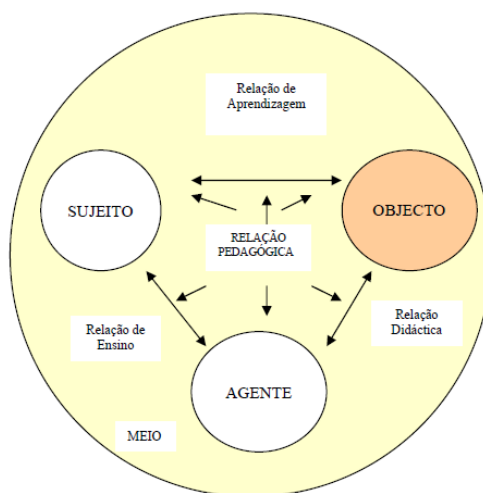 Relação de
Aprendizagem
SUJEITO
OBJECTO
RELAÇÃO
PEDAGÓGICA
Relação de
Ensino
Relação
Didáctica
AGENTE
MEIO